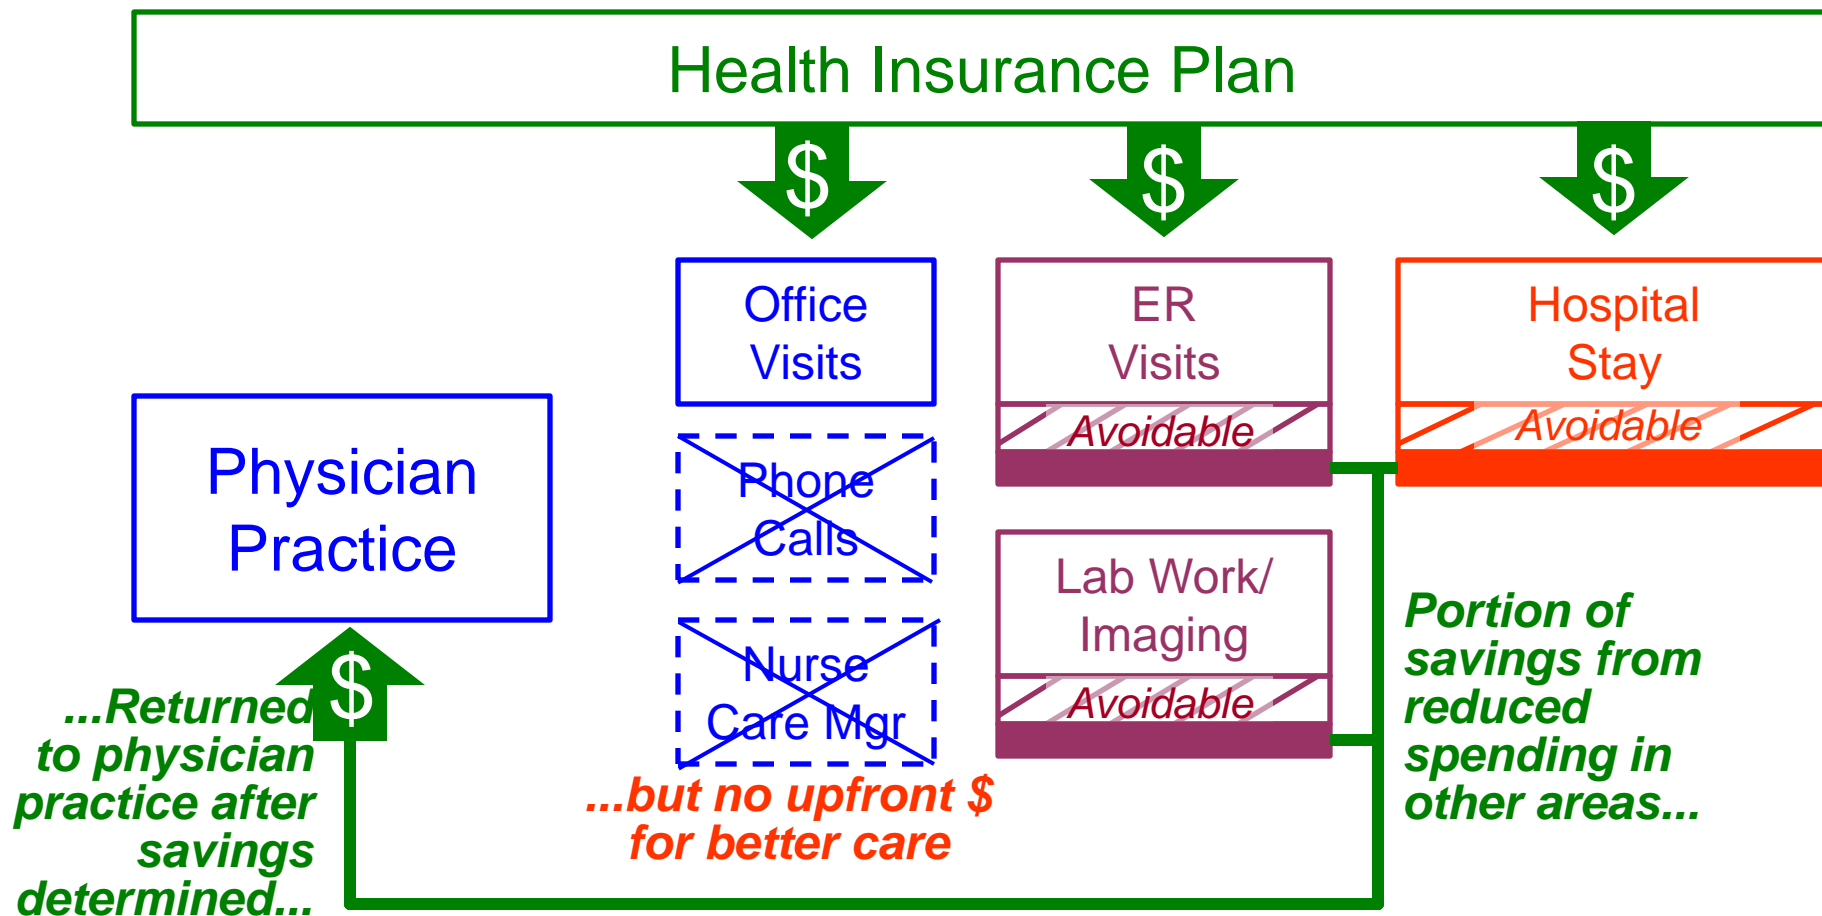 Health Insurance Plan
$
$
$
Office
Visits
ER
Visits
Avoidable
Hospital
Stay
Avoidable
Physician
Practice
Phone
Calls
Nurse
Care Mgr
Lab Work/
Imaging
Avoidable
Portion of
savings from
reduced
spending in
other areas...
$
...Returned
to physician
practice after
savings
determined...
...but no upfront $
for better care